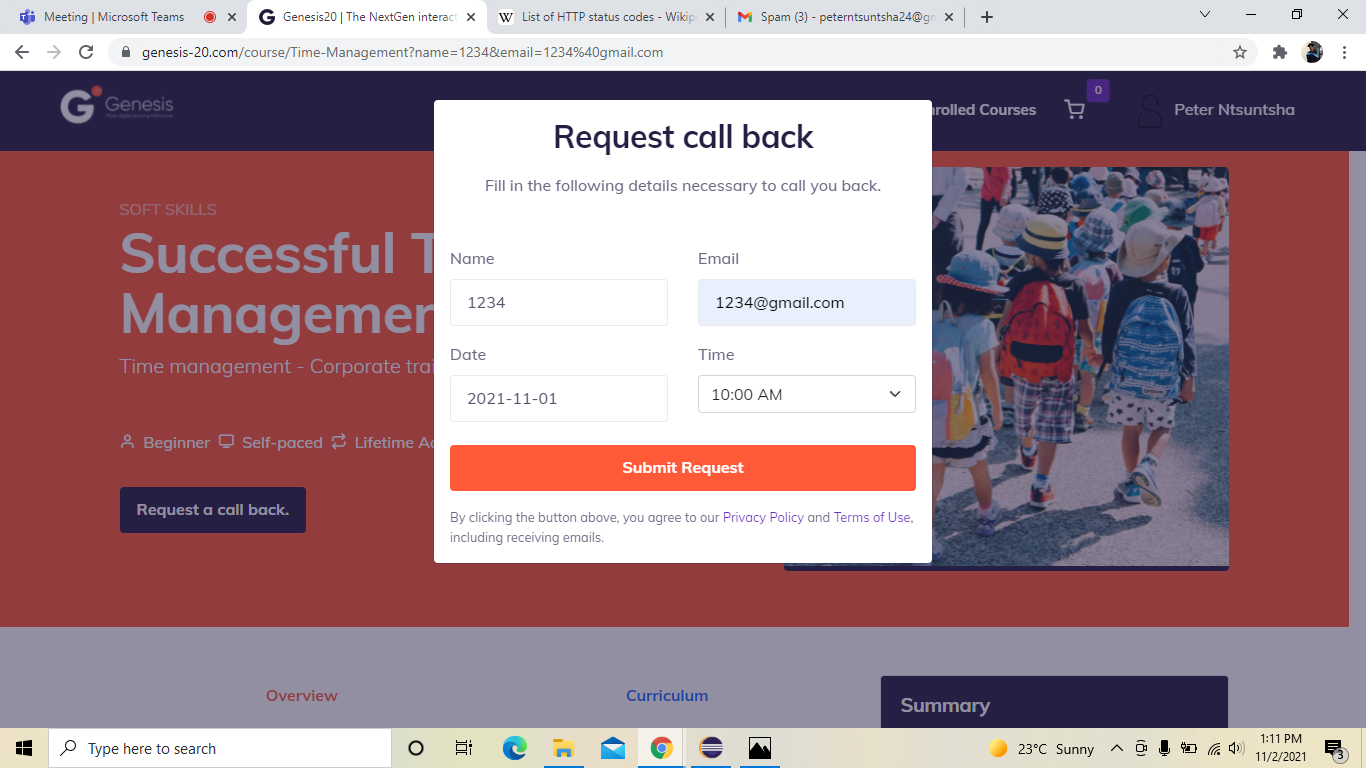 Meeting | Microsoft Teams
Genesis20 | The NextGen interact
List of HTTP status codes - Wikip
Spam (3) - peterntsuntsha24@gm
genesis-20.com/course/Time-Management?name=1234&email=1234%40gmail.com
Genesis
nrolled Courses
0
Peter Ntsuntsha
SOFT SKILLS
Successful T
Managemen
Time management - Corporate trai
Beginner Self-paced Lifetime Ac
Request a call back.
Request call back
Fill in the following details necessary to call you back.
Name Email
1234 1234@gmail.com
Date Time
2021-11-01 10:00 AM
Submit Request
By clicking the button above, you agree to our Privacy Policy and Terms of Use,
including receiving emails.
Overview Curriculum
Summary
Type here to search
23°C Sunny
1:11 PM
11/2/2021
3